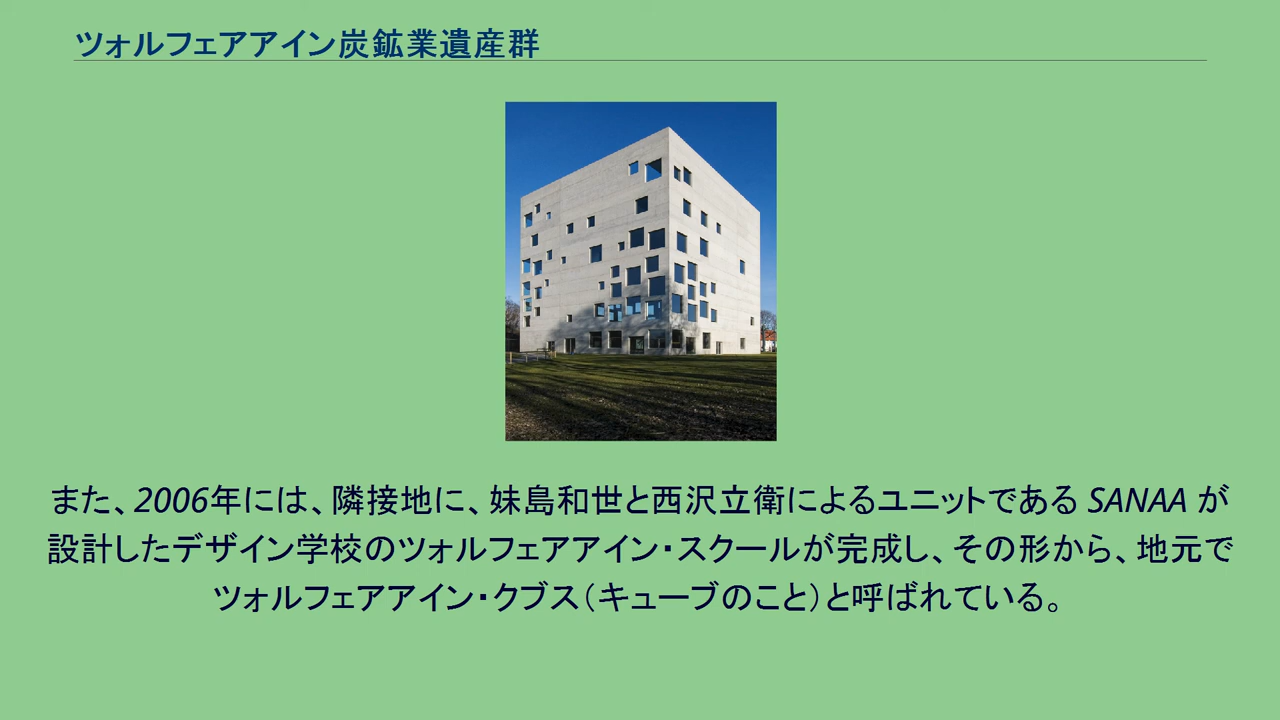 ツォルフェアアイン炭鉱業遺産群
また、2006年には、隣接地に、妹島和世と西沢立衛によるユニットである SANAA が
設計したデザイン学校のツォルフェアアイン・スクールが完成し、その形から、地元で
ツォルフェアアイン・クブス(キューブのこと)と呼ばれている。